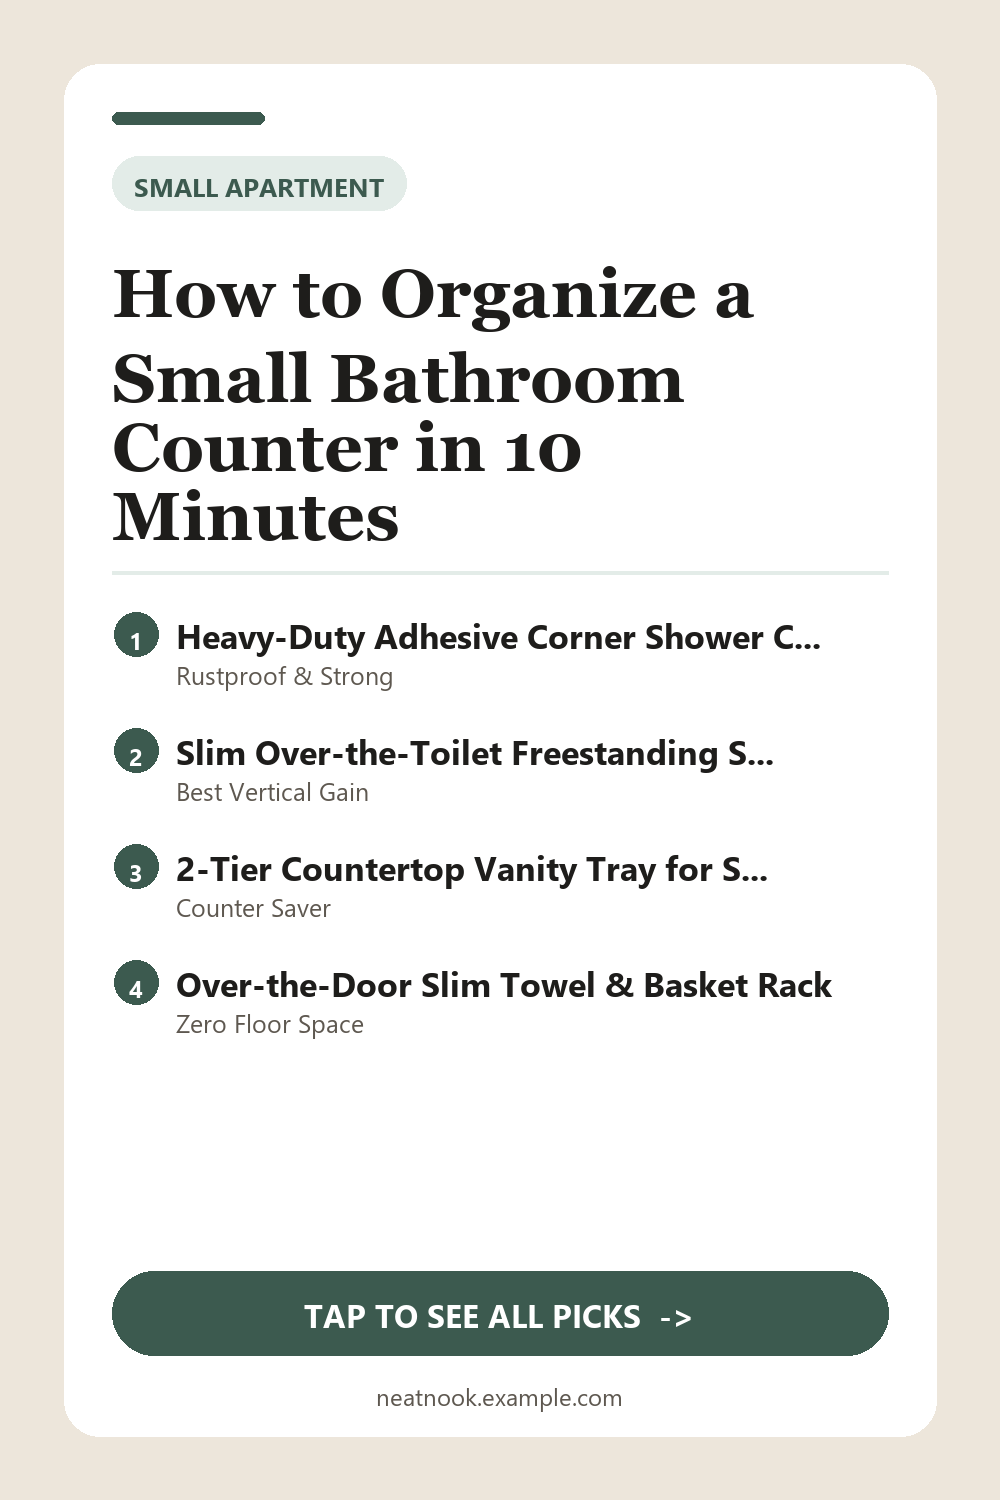 SMALL APARTMENT
How to Organize a
Small Bathroom
Counter in 10
Minutes
1 Heavy-Duty Adhesive Corner Shower C...
Rustproof & Strong
2 Slim Over-the-Toilet Freestanding S...
Best Vertical Gain
3 2-Tier Countertop Vanity Tray for S...
Counter Saver
4 Over-the-Door Slim Towel & Basket Rack
Zero Floor Space
TAP TO SEE ALL PICKS ->
neatnook.example.com